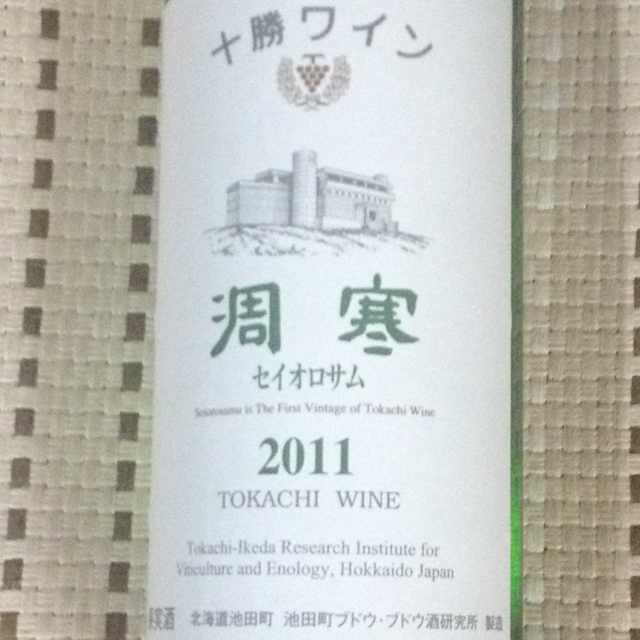 十勝ワイン
凋寒
セイオロサム
Seiorosamu is The First Vintage of Tokachi Wine
2011
TOKACHI WINE
Tokachi-Ikeda Research Institute for
Viticulture and Enology, Hokkaido Japan
北海道池田町 池田町ブドウ・ブドウ酒研究所 製造